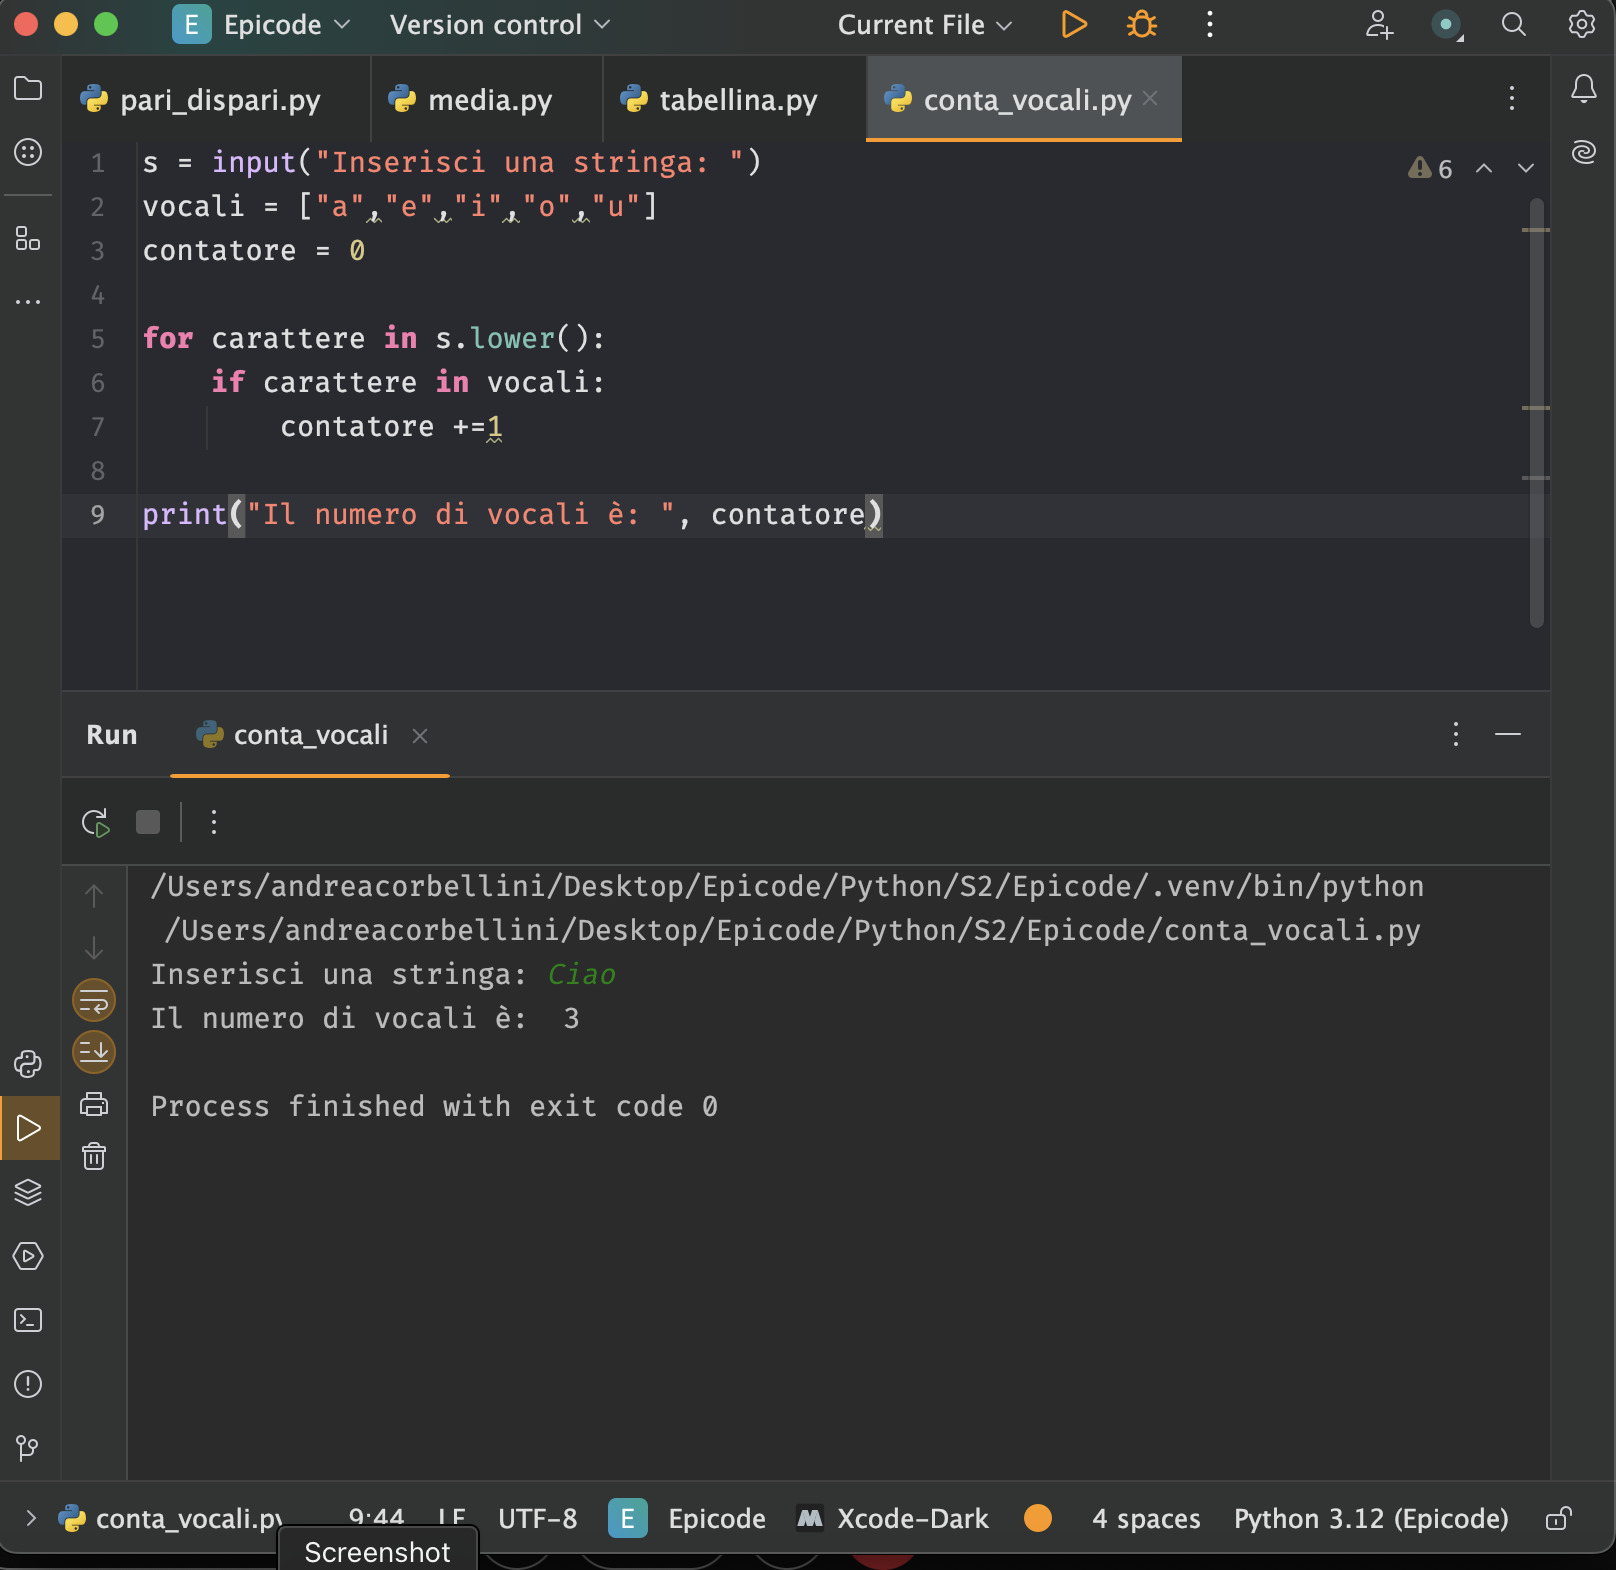 E Epicode Version control Current File
pari_dispari.py media.py tabellina.py conta_vocali.py
1 s = input("Inserisci una stringa: ")
6
2 vocali = ["a","e","i","o","u"]
3 contatore = 0
4
5 for carattere in s.lower():
6 if carattere in vocali:
7 contatore +=1
8
9 print("Il numero di vocali è: ", contatore)
Run conta_vocali
/Users/andreacorbellini/Desktop/Epicode/Python/S2/Epicode/.venv/bin/python
/Users/andreacorbellini/Desktop/Epicode/Python/S2/Epicode/conta_vocali.py
Inserisci una stringa: Ciao
Il numero di vocali è:  3
Process finished with exit code 0
conta_vocali.py 9:44 LF UTF-8 E Epicode Xcode-Dark 4 spaces Python 3.12 (Epicode)
Screenshot